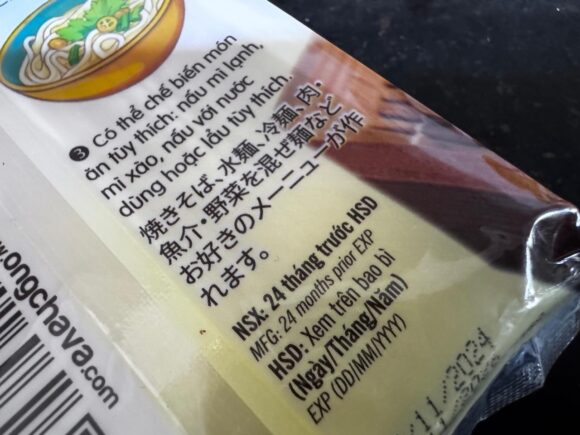 ❸ Có thể chế biến món
ăn tùy thích: nấu mì lạnh,
mì xào, nấu với nước
dùng hoặc lẩu tùy thích.
焼きそば、水麺、冷麺、肉・
魚介・野菜を混ぜ麺など
お好きのメーニューが作
れます。
NSX: 24 tháng trước HSD
MFG: 24 months prior EXP
HSD: Xem trên bao bì
(Ngày/Tháng/Năm)
EXP (DD/MM/YYYY)
/11/2024
www.ongchava.com